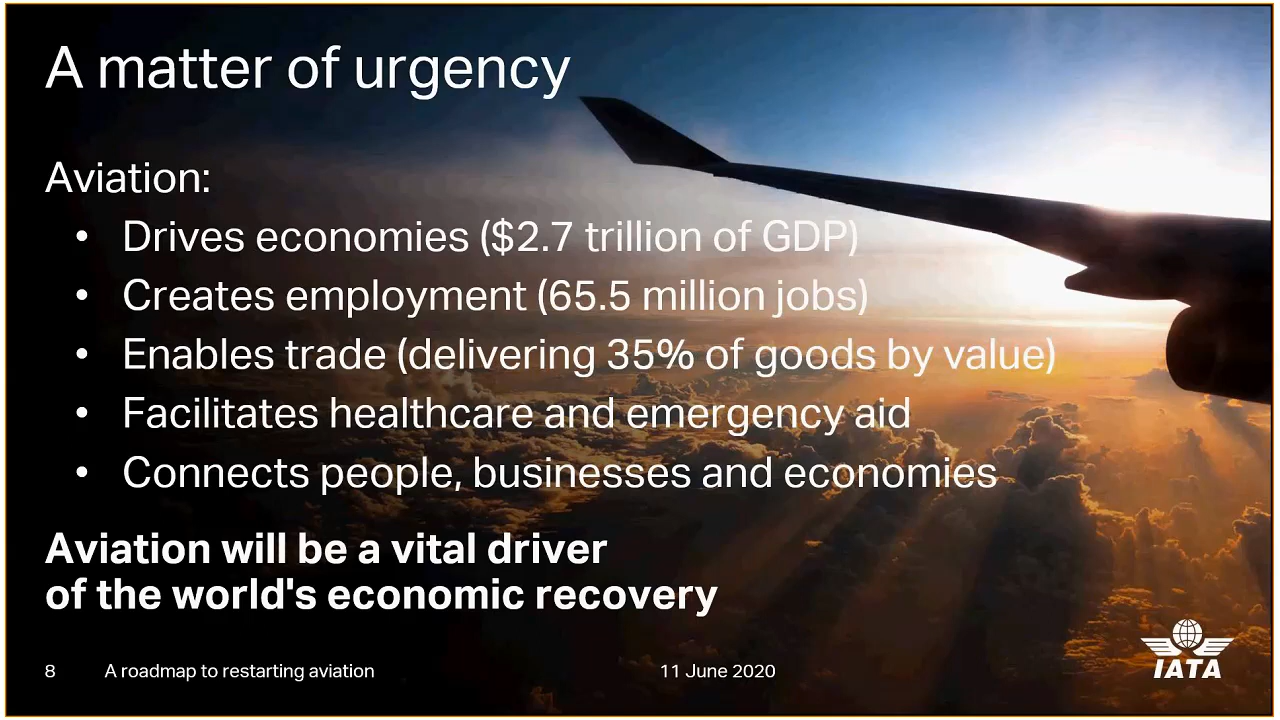 A matter of urgency
Aviation:
• Drives economies ($2.7 trillion of GDP)
• Creates employment (65.5 million jobs)
• Enables trade (delivering 35% of goods by value)
• Facilitates healthcare and emergency aid
• Connects people, businesses and economies
Aviation will be a vital driver
of the world's economic recovery
8 A roadmap to restarting aviation 11 June 2020
IATA